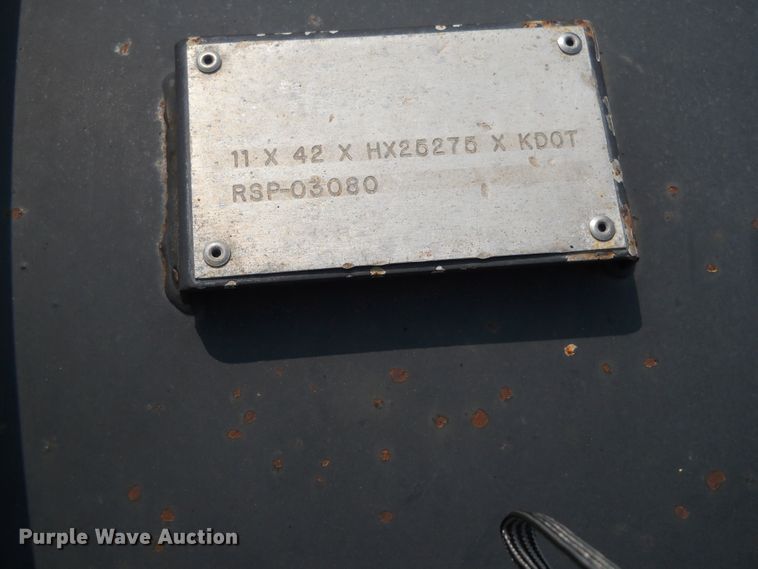 11 X 42 X HX25275 X KDOT
RSP-03080
Purple Wave Auction